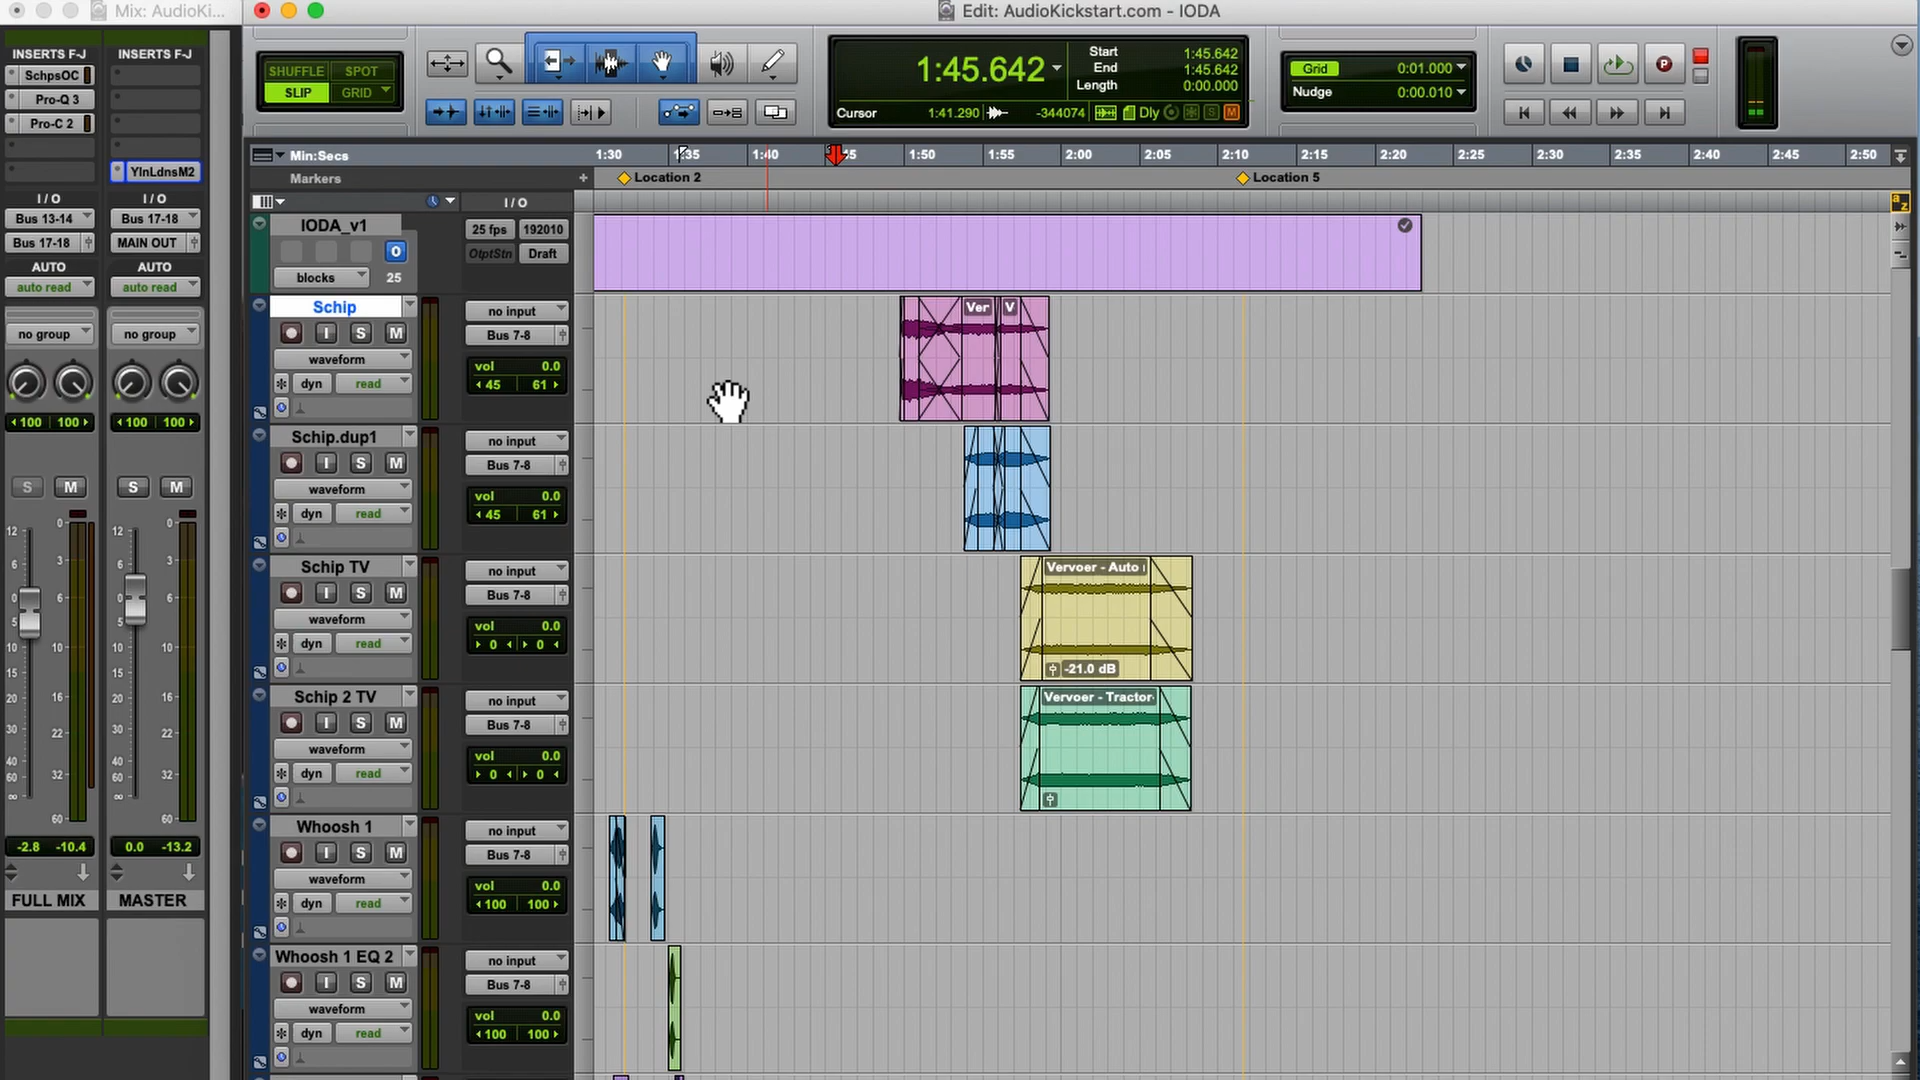 Mix: AudioKi...
Edit: AudioKickstart.com - IODA
INSERTS F-J
INSERTS F-J
SchpsOC
Pro-Q 3
Pro-C 2
YlnLdnsM2
I / O
I / O
Bus 13-14
Bus 17-18
Bus 17-18
MAIN OUT
AUTO
AUTO
auto read
auto read
no group
no group
100 100
100 100
S M
S M
-2.8 -10.4
0.0 -13.2
FULL MIX
MASTER
SHUFFLE SPOT
SLIP GRID
1:45.642
Start 1:45.642
End 1:45.642
Length 0:00.000
Cursor 1:41.290 -344074 Dly S M
Grid 0:01.000
Nudge 0:00.010
Min:Secs
1:30 1:35 1:40 1:45 1:50 1:55 2:00 2:05 2:10 2:15 2:20 2:25 2:30 2:35 2:40 2:45 2:50
Markers + Location 2 Location 5
I / O
IODA_v1
25 fps 192010
O
OtptStn Draft
blocks 25
Schip
no input
I S M
Bus 7-8
waveform
vol 0.0
dyn read
45 61
Ver V
Schip.dup1
no input
I S M
Bus 7-8
waveform
vol 0.0
dyn read
45 61
Schip TV
no input
I S M
Bus 7-8
waveform
vol 0.0
dyn read
0 0
Vervoer - Auto
-21.0 dB
Schip 2 TV
no input
I S M
Bus 7-8
waveform
vol 0.0
dyn read
0 0
Vervoer - Tractor
Whoosh 1
no input
I S M
Bus 7-8
waveform
vol 0.0
dyn read
100 100
Whoosh 1 EQ 2
no input
I S M
Bus 7-8
waveform
vol 0.0
dyn read
100 100